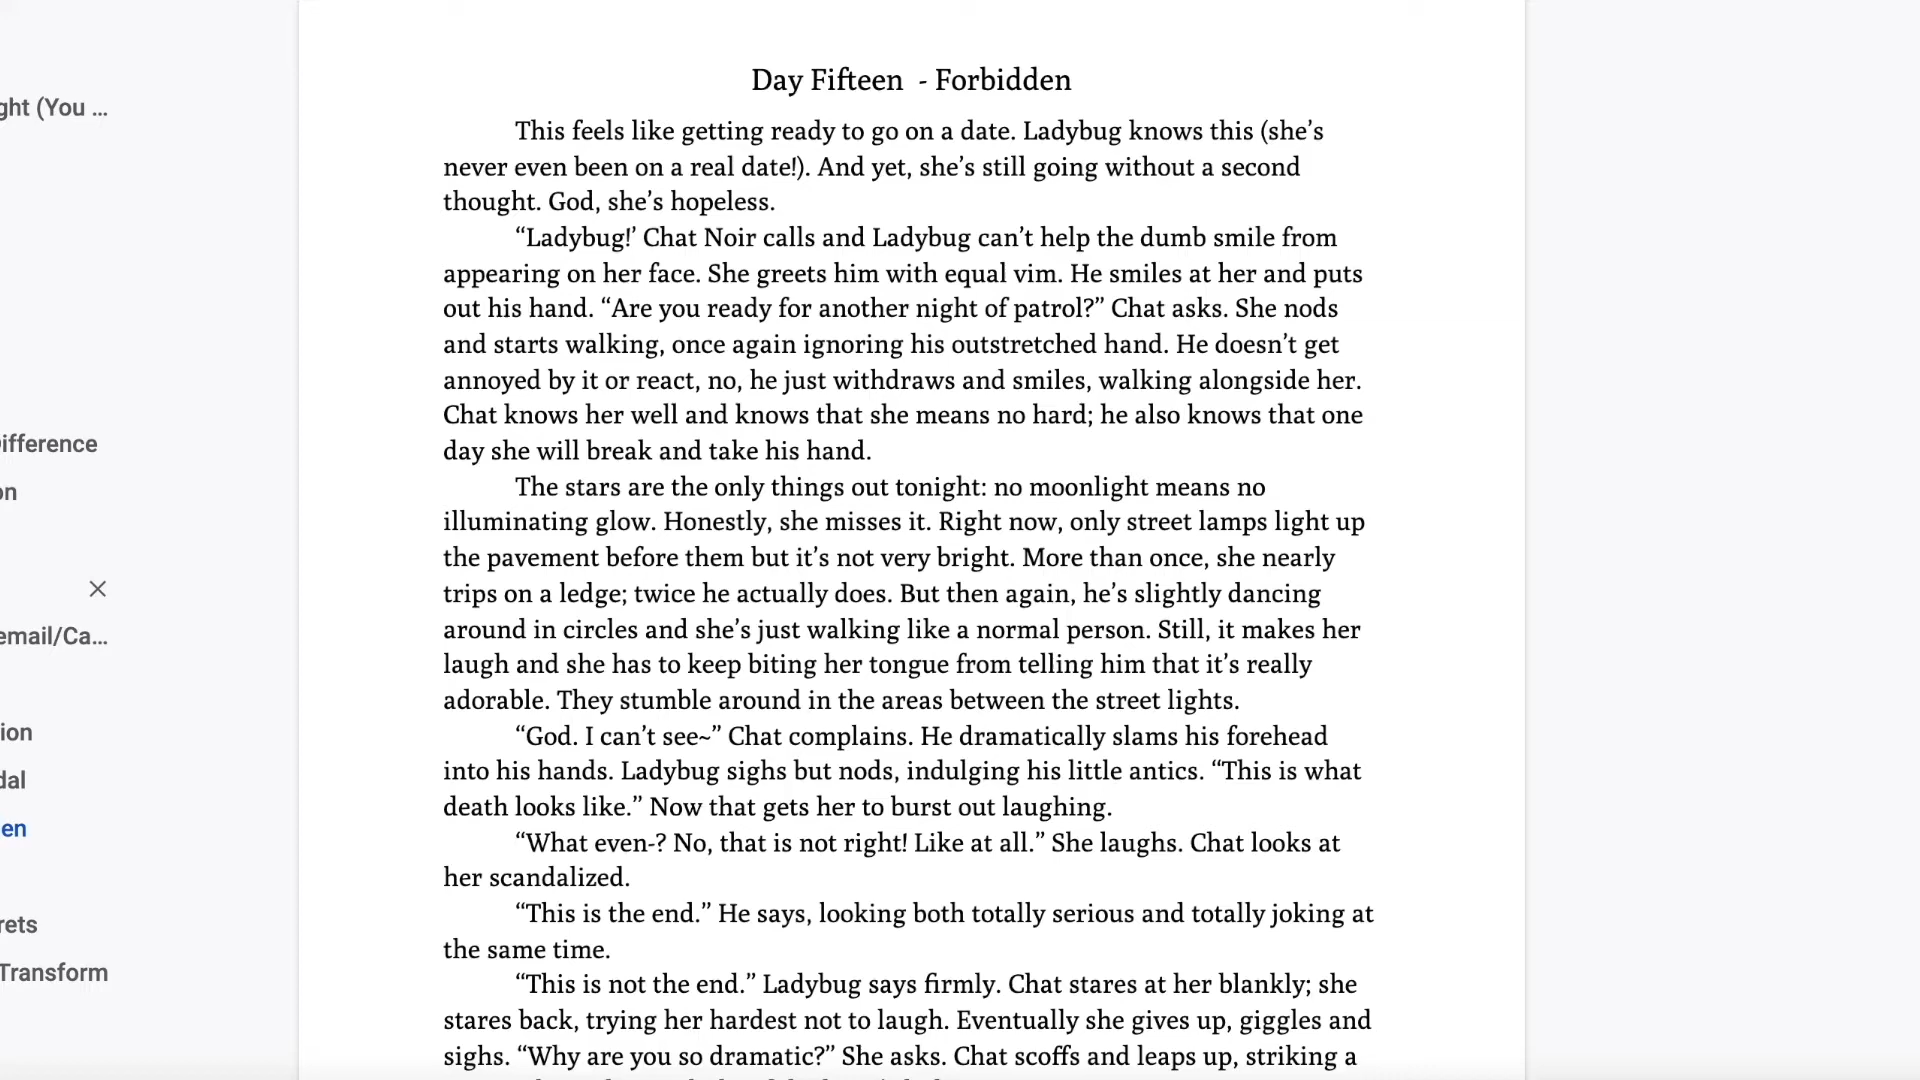 Day Fifteen - Forbidden
This feels like getting ready to go on a date. Ladybug knows this (she’s
never even been on a real date!). And yet, she’s still going without a second
thought. God, she’s hopeless.
“Ladybug!’ Chat Noir calls and Ladybug can’t help the dumb smile from
appearing on her face. She greets him with equal vim. He smiles at her and puts
out his hand. “Are you ready for another night of patrol?” Chat asks. She nods
and starts walking, once again ignoring his outstretched hand. He doesn’t get
annoyed by it or react, no, he just withdraws and smiles, walking alongside her.
Chat knows her well and knows that she means no hard; he also knows that one
day she will break and take his hand.
The stars are the only things out tonight: no moonlight means no
illuminating glow. Honestly, she misses it. Right now, only street lamps light up
the pavement before them but it’s not very bright. More than once, she nearly
trips on a ledge; twice he actually does. But then again, he’s slightly dancing
around in circles and she’s just walking like a normal person. Still, it makes her
laugh and she has to keep biting her tongue from telling him that it’s really
adorable. They stumble around in the areas between the street lights.
“God. I can’t see~” Chat complains. He dramatically slams his forehead
into his hands. Ladybug sighs but nods, indulging his little antics. “This is what
death looks like.” Now that gets her to burst out laughing.
“What even-? No, that is not right! Like at all.” She laughs. Chat looks at
her scandalized.
“This is the end.” He says, looking both totally serious and totally joking at
the same time.
“This is not the end.” Ladybug says firmly. Chat stares at her blankly; she
stares back, trying her hardest not to laugh. Eventually she gives up, giggles and
sighs. “Why are you so dramatic?” She asks. Chat scoffs and leaps up, striking a
ght (You ...
ifference
on
email/Ca...
ion
dal
en
rets
Transform